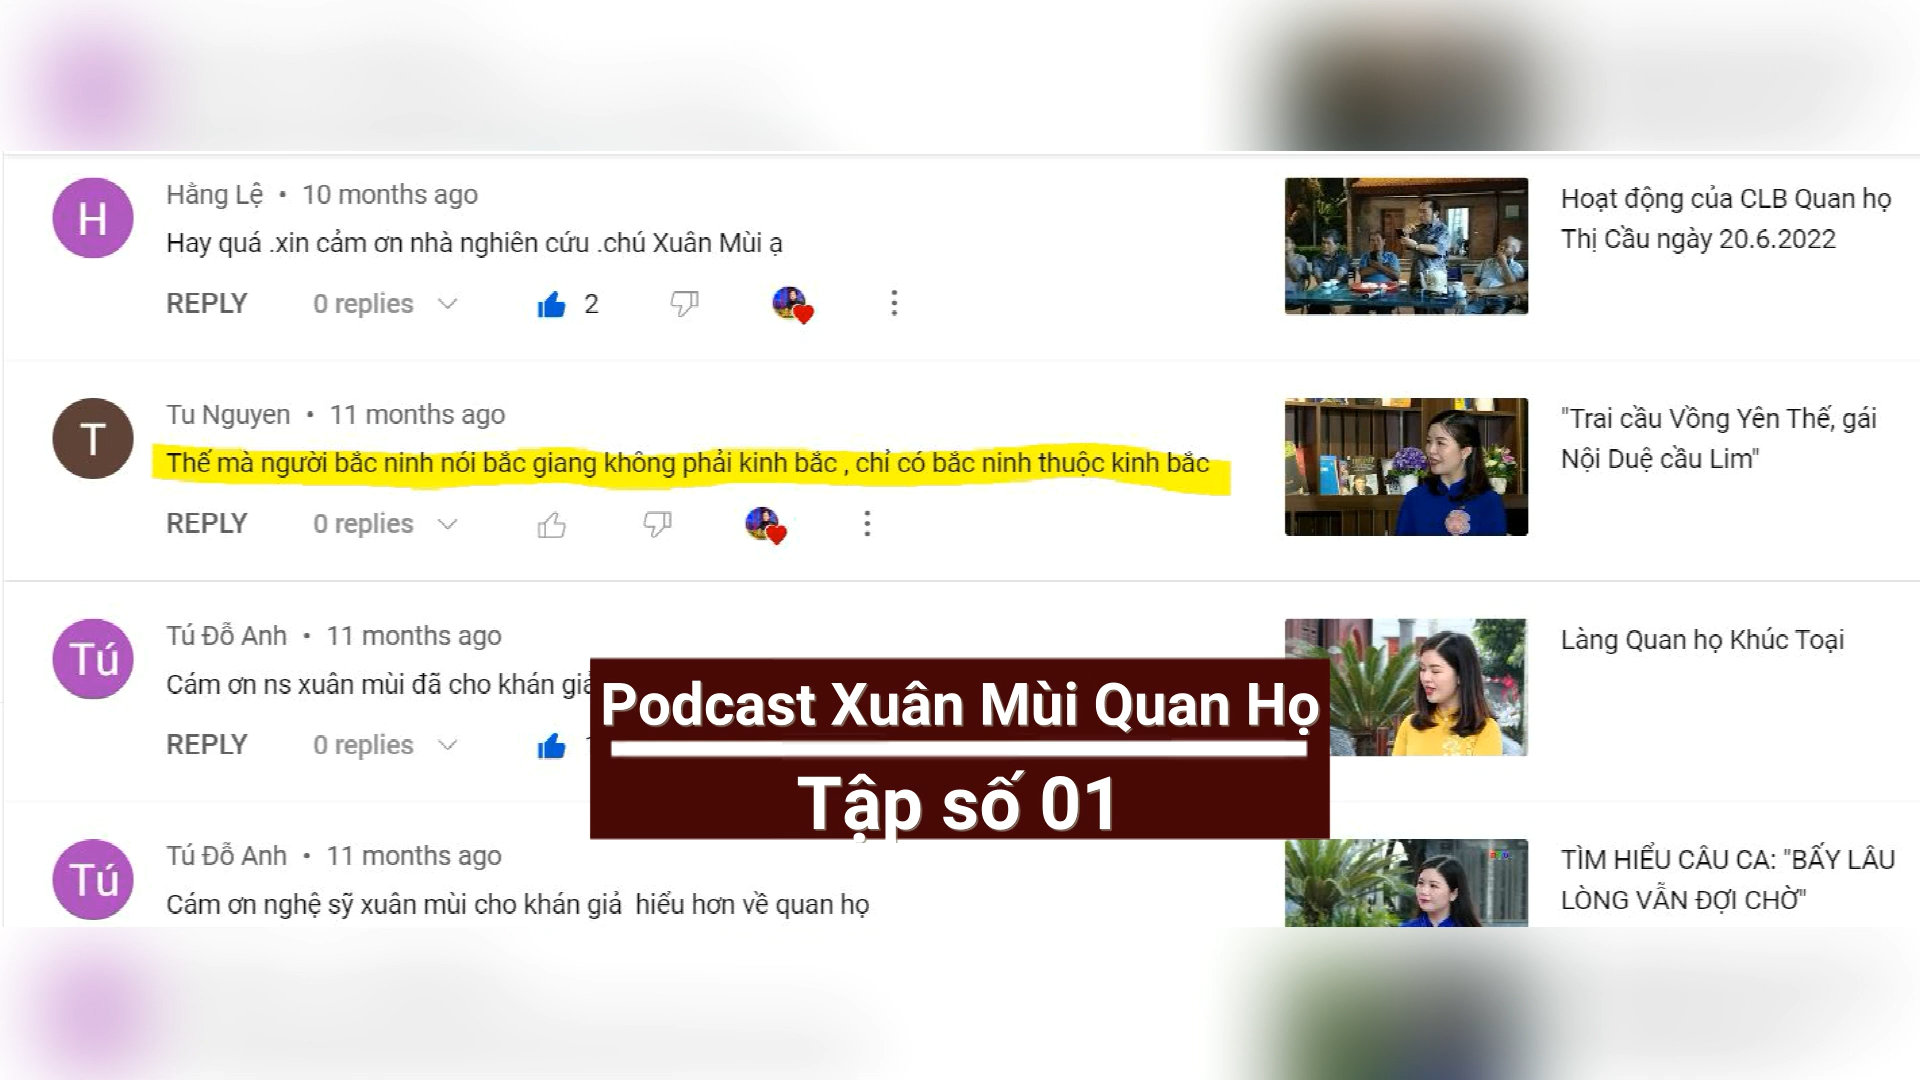 H
Hằng Lệ • 10 months ago
Hay quá .xin cảm ơn nhà nghiên cứu .chú Xuân Mùi ạ
REPLY 0 replies 2
Hoạt động của CLB Quan họ
Thị Cầu ngày 20.6.2022
T
Tu Nguyen • 11 months ago
Thế mà người bắc ninh nói bắc giang không phải kinh bắc , chỉ có bắc ninh thuộc kinh bắc
REPLY 0 replies
"Trai cầu Vồng Yên Thế, gái
Nội Duệ cầu Lim"
Tú
Tú Đỗ Anh • 11 months ago
Cám ơn ns xuân mùi đã cho khán giả
REPLY 0 replies
Làng Quan họ Khúc Toại
Podcast Xuân Mùi Quan Họ
Tập số 01
Tú
Tú Đỗ Anh • 11 months ago
Cám ơn nghệ sỹ xuân mùi cho khán giả hiểu hơn về quan họ
TÌM HIỂU CÂU CA: "BẤY LÂU
LÒNG VẪN ĐỢI CHỜ"